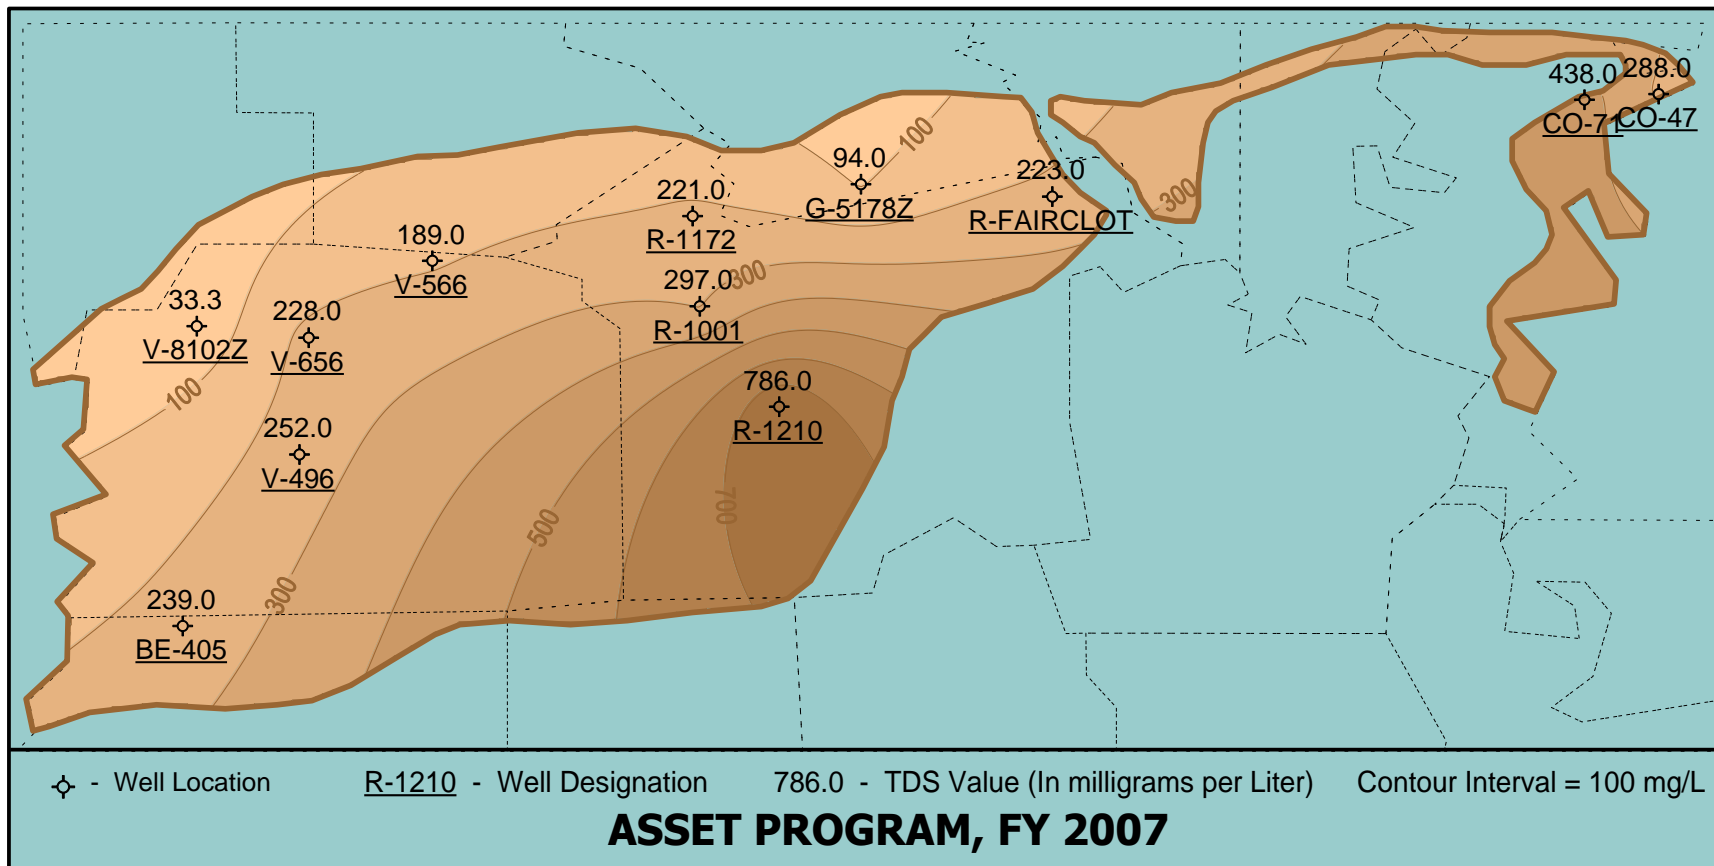 438.0 288.0
CO-71 CO-47
100
94.0
G-5178Z
223.0
R-FAIRCLOT
300
221.0
R-1172
189.0
V-566
297.0
R-1001
300
33.3
V-8102Z
228.0
V-656
100
786.0
R-1210
252.0
V-496
700
500
300
239.0
BE-405
- Well Location R-1210 - Well Designation 786.0 - TDS Value (In milligrams per Liter) Contour Interval = 100 mg/L
ASSET PROGRAM, FY 2007